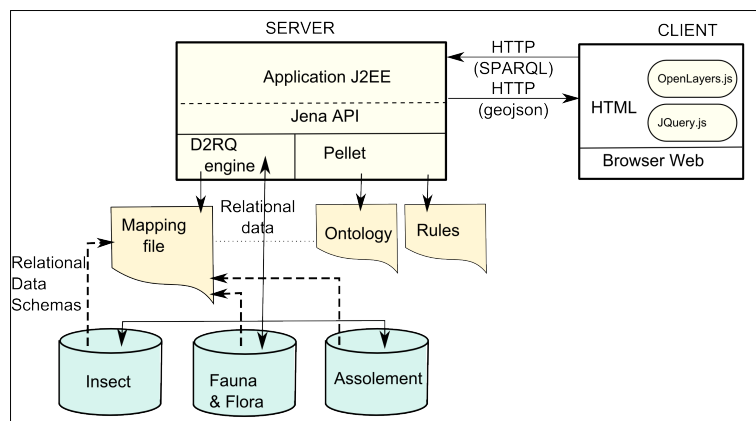 SERVER
CLIENT
Application J2EE
Jena API
D2RQ
engine
Pellet
HTTP
(SPARQL)
HTTP
(geojson)
OpenLayers.js
HTML
JQuery.js
Browser Web
Mapping
file
Relational
data
Ontology
Rules
Relational
Data
Schemas
Insect
Fauna
& Flora
Assolement